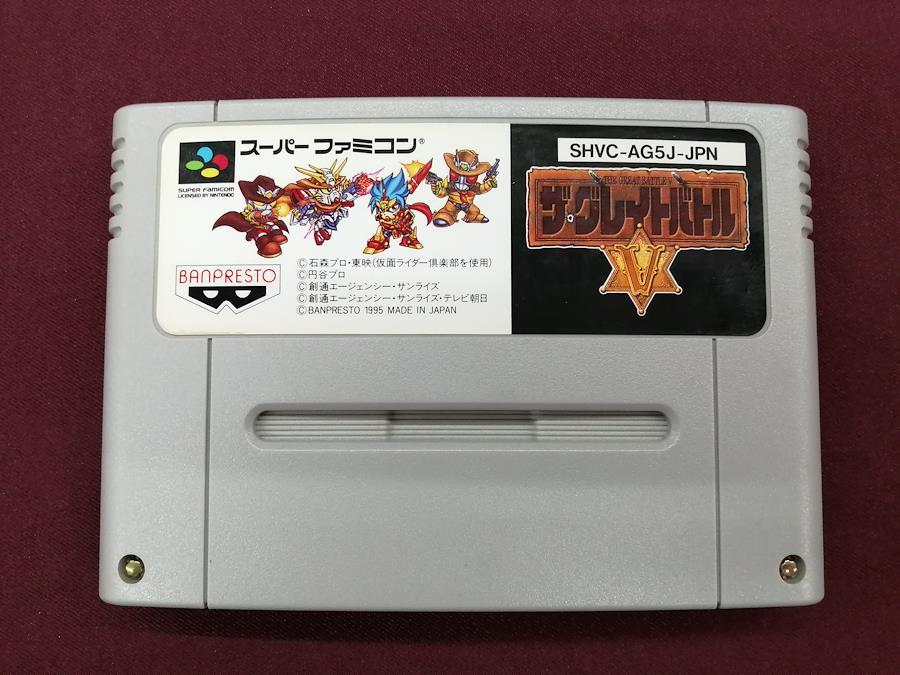 スーパーファミコン®
SUPER FAMICOM
LICENSED BY NINTENDO
BANPRESTO
Ⓒ石森プロ・東映(仮面ライダー倶楽部を使用)
Ⓒ円谷プロ
Ⓒ創通エージェンシー・サンライズ
Ⓒ創通エージェンシー・サンライズ・テレビ朝日
ⒸBANPRESTO 1995 MADE IN JAPAN
SHVC-AG5J-JPN
THE GREAT BATTLE V
ザ・グレイトバトル
V